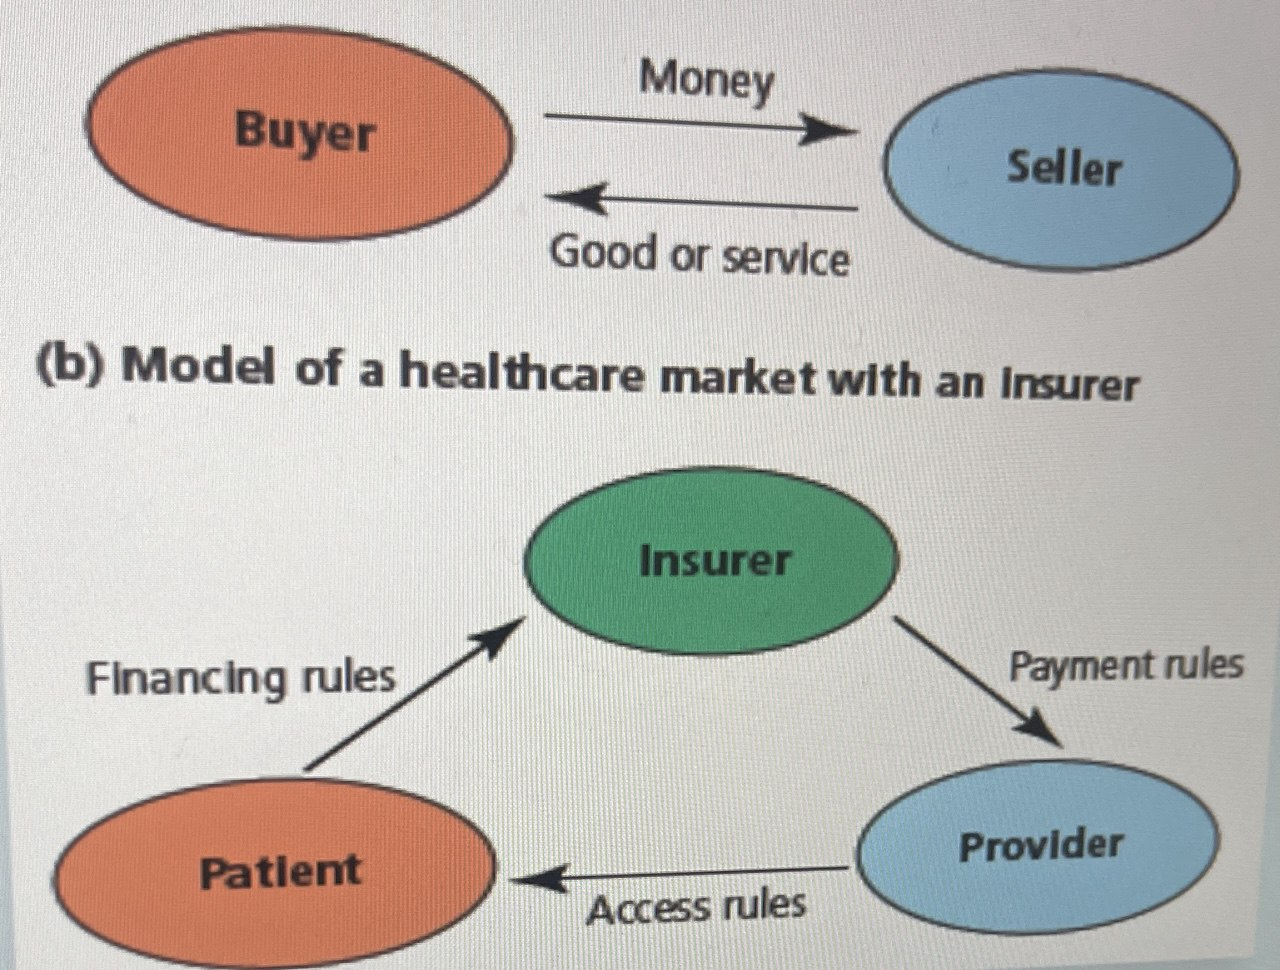 Money
Buyer
Seller
Good or service
(b) Model of a healthcare market with an insurer
Insurer
Financing rules
Payment rules
Patient
Provider
Access rules